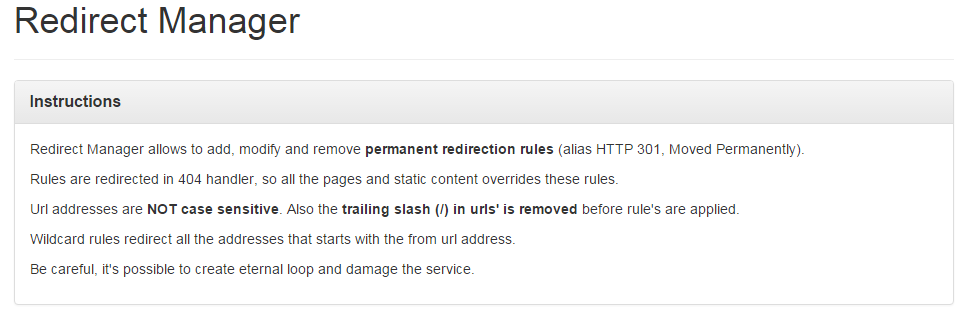 Redirect Manager
Instructions
Redirect Manager allows to add, modify and remove permanent redirection rules (alias HTTP 301, Moved Permanently).
Rules are redirected in 404 handler, so all the pages and static content overrides these rules.
Url addresses are NOT case sensitive. Also the trailing slash (/) in urls' is removed before rule's are applied.
Wildcard rules redirect all the addresses that starts with the from url address.
Be careful, it's possible to create eternal loop and damage the service.